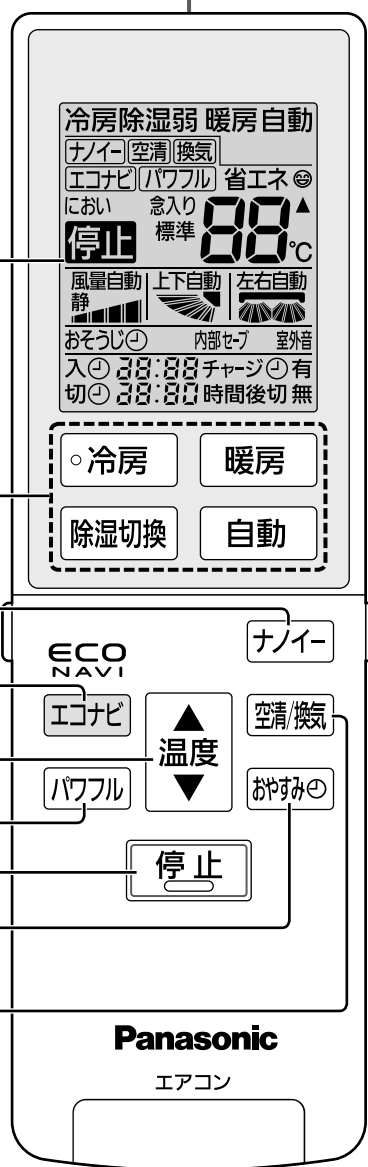 冷房除湿弱 暖房自動
ナノイー 空清 換気
エコナビ パワフル 省エネ
におい 念入り 88 ▲
停止 標準 ℃
風量自動 上下自動 左右自動
静
おそうじ 内部セーブ 室外音
入 28:88 チャージ 有
切 28:80 時間後切 無
冷房 暖房
除湿切換 自動
ECO NAVI
ナノイー
エコナビ
▲
温度
▼
空清/換気
パワフル
おやすみ
停止
Panasonic
エアコン